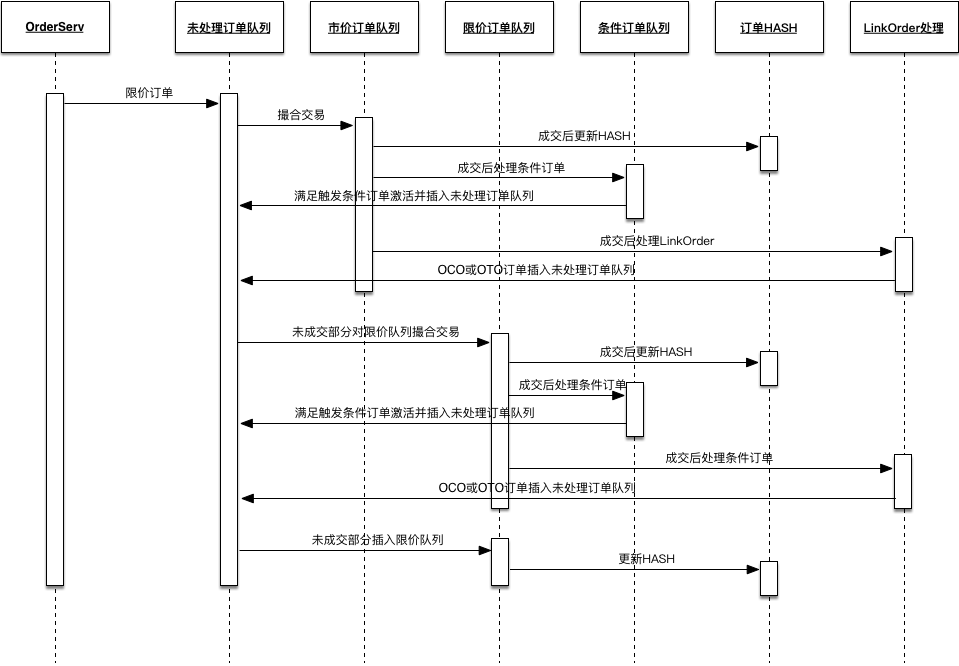 OrderServ
未处理订单队列
市价订单队列
限价订单队列
条件订单队列
订单HASH
LinkOrder处理
限价订单
撮合交易
成交后更新HASH
成交后处理条件订单
满足触发条件订单激活并插入未处理订单队列
成交后处理LinkOrder
OCO或OTO订单插入未处理订单队列
未成交部分对限价队列撮合交易
成交后更新HASH
成交后处理条件订单
满足触发条件订单激活并插入未处理订单队列
成交后处理条件订单
OCO或OTO订单插入未处理订单队列
未成交部分插入限价队列
更新HASH